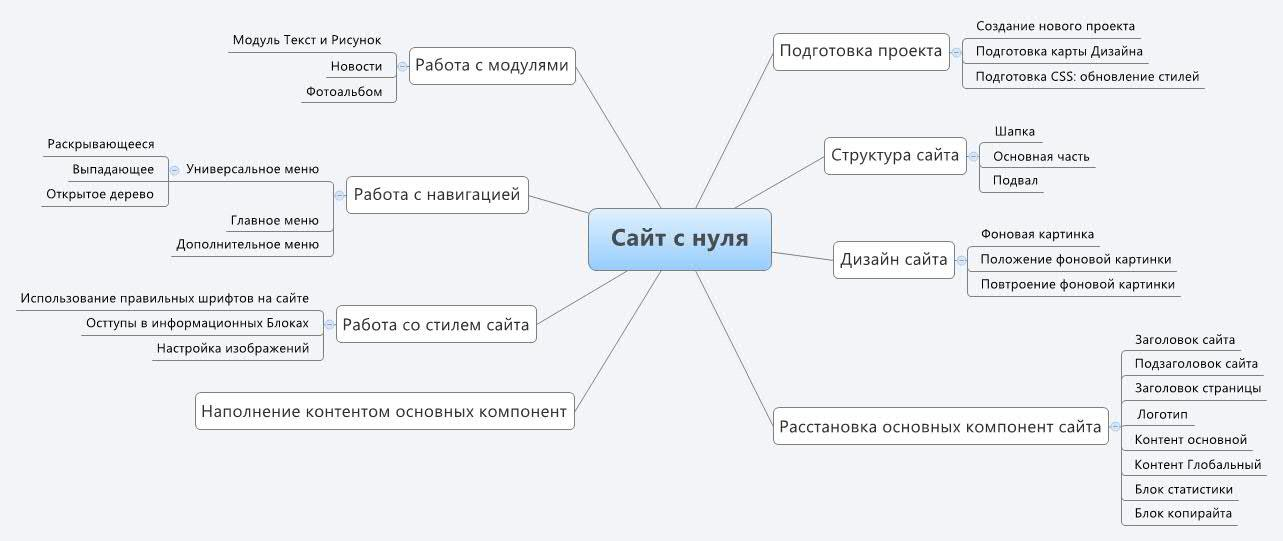 Сайт с нуля
Подготовка проекта
Создание нового проекта
Подготовка карты Дизайна
Подготовка CSS: обновление стилей
Структура сайта
Шапка
Основная часть
Подвал
Дизайн сайта
Фоновая картинка
Положение фоновой картинки
Повтроение фоновой картинки
Расстановка основных компонент сайта
Заголовок сайта
Подзаголовок сайта
Заголовок страницы
Логотип
Контент основной
Контент Глобальный
Блок статистики
Блок копирайта
Наполнение контентом основных компонент
Работа со стилем сайта
Использование правильных шрифтов на сайте
Осттупы в информационных Блоках
Настройка изображений
Работа с навигацией
Универсальное меню
Раскрывающееся
Выпадающее
Открытое дерево
Главное меню
Дополнительное меню
Работа с модулями
Модуль Текст и Рисунок
Новости
Фотоальбом